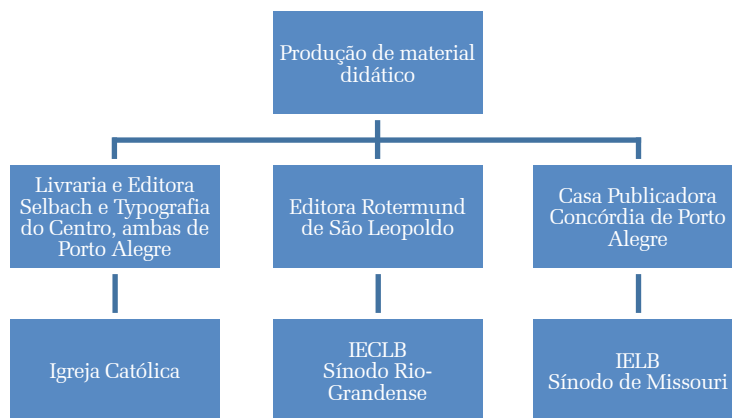 Produção de material
didático
Livraria e Editora
Selbach e Typografia
do Centro, ambas de
Porto Alegre
Editora Rotermund
de São Leopoldo
Casa Publicadora
Concórdia de Porto
Alegre
Igreja Católica
IECLB
Sínodo Rio-
Grandense
IELB
Sínodo de Missouri